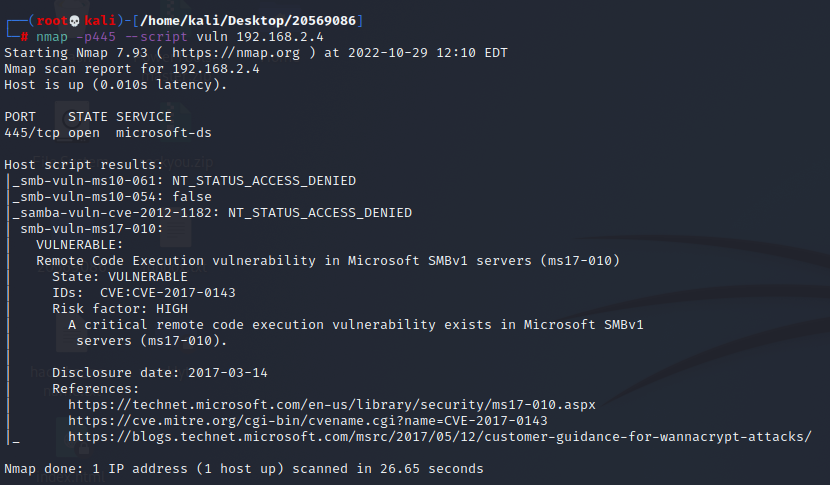 ┌──(root💀kali)-[/home/kali/Desktop/20569086]
└─# nmap -p445 --script vuln 192.168.2.4
Starting Nmap 7.93 ( https://nmap.org ) at 2022-10-29 12:10 EDT
Nmap scan report for 192.168.2.4
Host is up (0.010s latency).

PORT    STATE SERVICE
445/tcp open  microsoft-ds

Host script results:
|_smb-vuln-ms10-061: NT_STATUS_ACCESS_DENIED
|_smb-vuln-ms10-054: false
|_samba-vuln-cve-2012-1182: NT_STATUS_ACCESS_DENIED
| smb-vuln-ms17-010:
|   VULNERABLE:
|   Remote Code Execution vulnerability in Microsoft SMBv1 servers (ms17-010)
|     State: VULNERABLE
|     IDs:  CVE:CVE-2017-0143
|     Risk factor: HIGH
|       A critical remote code execution vulnerability exists in Microsoft SMBv1
|        servers (ms17-010).
|
|     Disclosure date: 2017-03-14
|     References:
|       https://technet.microsoft.com/en-us/library/security/ms17-010.aspx
|       https://cve.mitre.org/cgi-bin/cvename.cgi?name=CVE-2017-0143
|_      https://blogs.technet.microsoft.com/msrc/2017/05/12/customer-guidance-for-wannacrypt-attacks/

Nmap done: 1 IP address (1 host up) scanned in 26.65 seconds
index.html